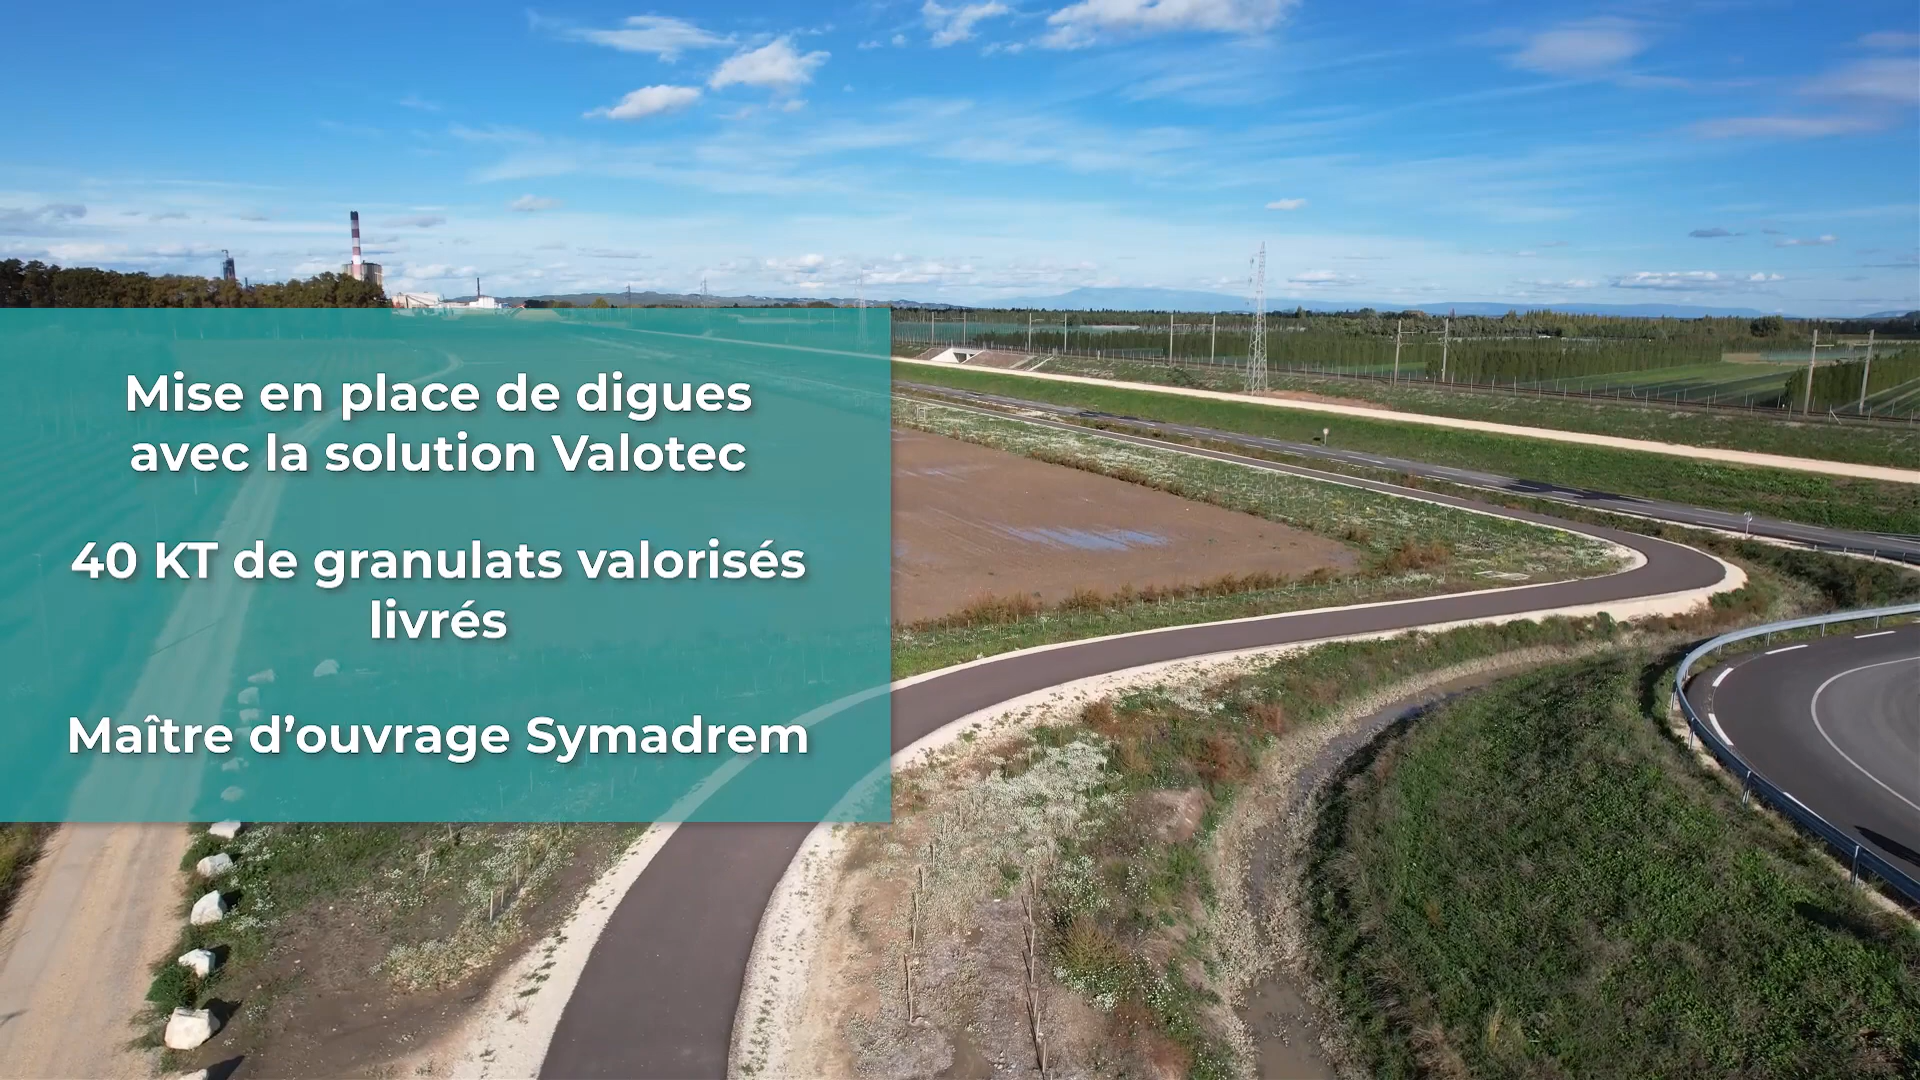 Mise en place de digues
avec la solution Valotec
40 KT de granulats valorisés
livrés
Maître d’ouvrage Symadrem